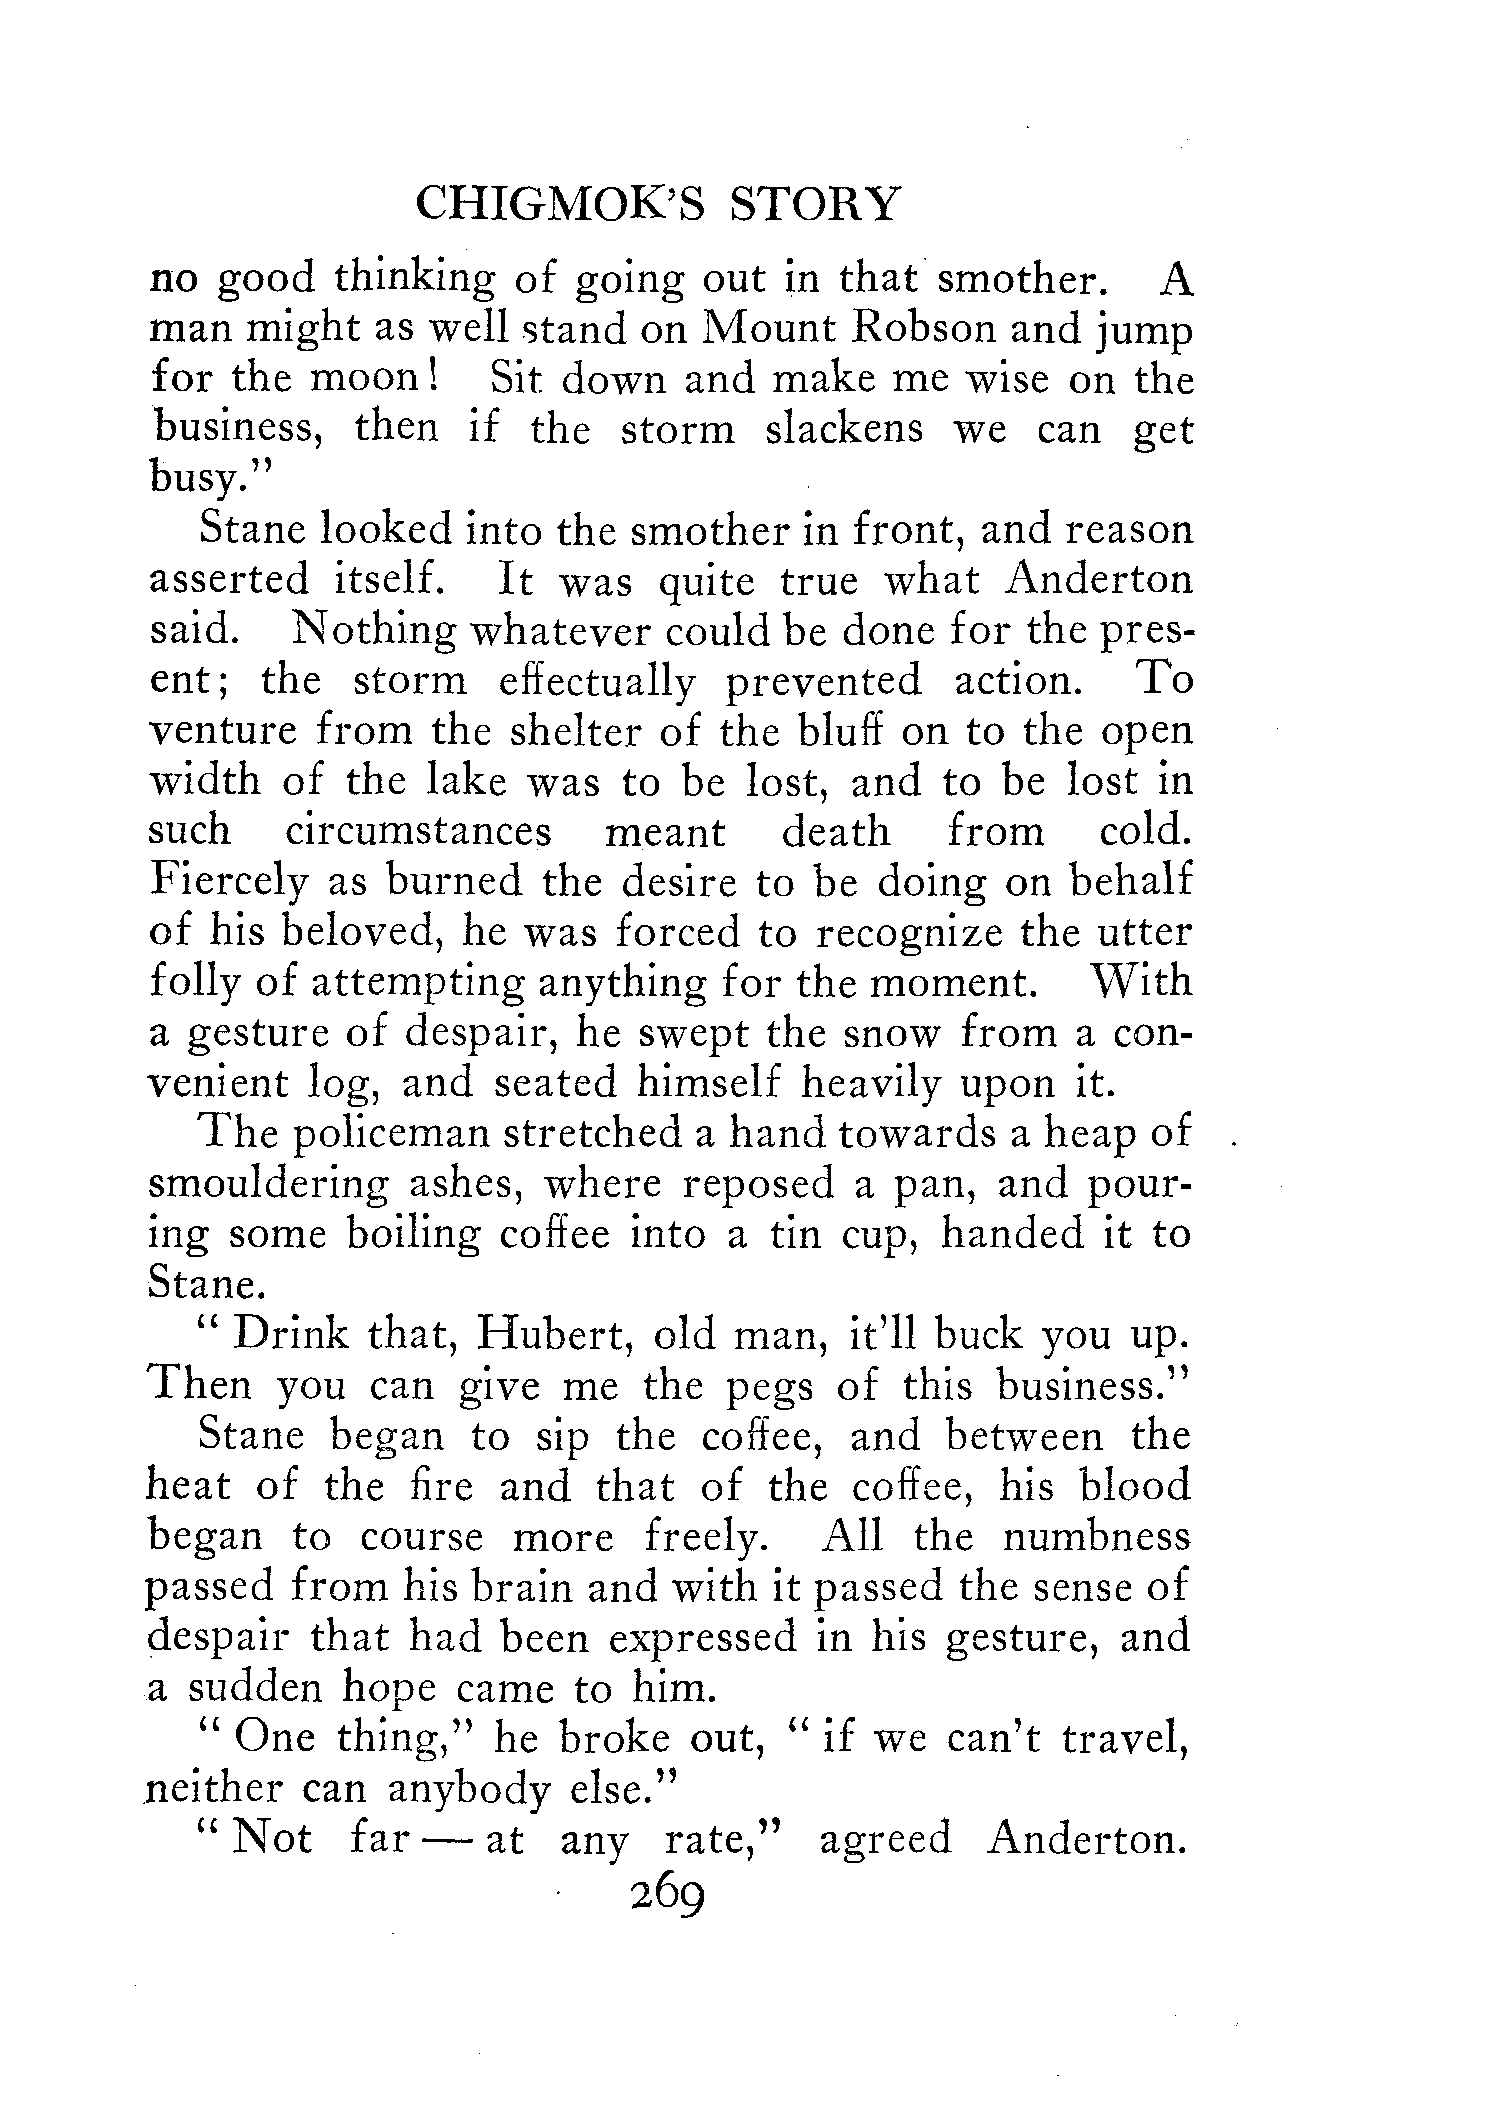 CHIGMOK'S STORY
no good thinking of going out in that smother. A
man might as well stand on Mount Robson and jump
for the moon! Sit down and make me wise on the
business, then if the storm slackens we can get
busy."
Stane looked into the smother in front, and reason
asserted itself. It was quite true what Anderton
said. Nothing whatever could be done for the pres-
ent; the storm effectually prevented action. To
venture from the shelter of the bluff on to the open
width of the lake was to be lost, and to be lost in
such circumstances meant death from cold.
Fiercely as burned the desire to be doing on behalf
of his beloved, he was forced to recognize the utter
folly of attempting anything for the moment. With
a gesture of despair, he swept the snow from a con-
venient log, and seated himself heavily upon it.
The policeman stretched a hand towards a heap of
smouldering ashes, where reposed a pan, and pour-
ing some boiling coffee into a tin cup, handed it to
Stane.
" Drink that, Hubert, old man, it'll buck you up.
Then you can give me the pegs of this business."
Stane began to sip the coffee, and between the
heat of the fire and that of the coffee, his blood
began to course more freely. All the numbness
passed from his brain and with it passed the sense of
despair that had been expressed in his gesture, and
a sudden hope came to him.
" One thing," he broke out, " if we can't travel,
neither can anybody else."
" Not far — at any rate," agreed Anderton.
269